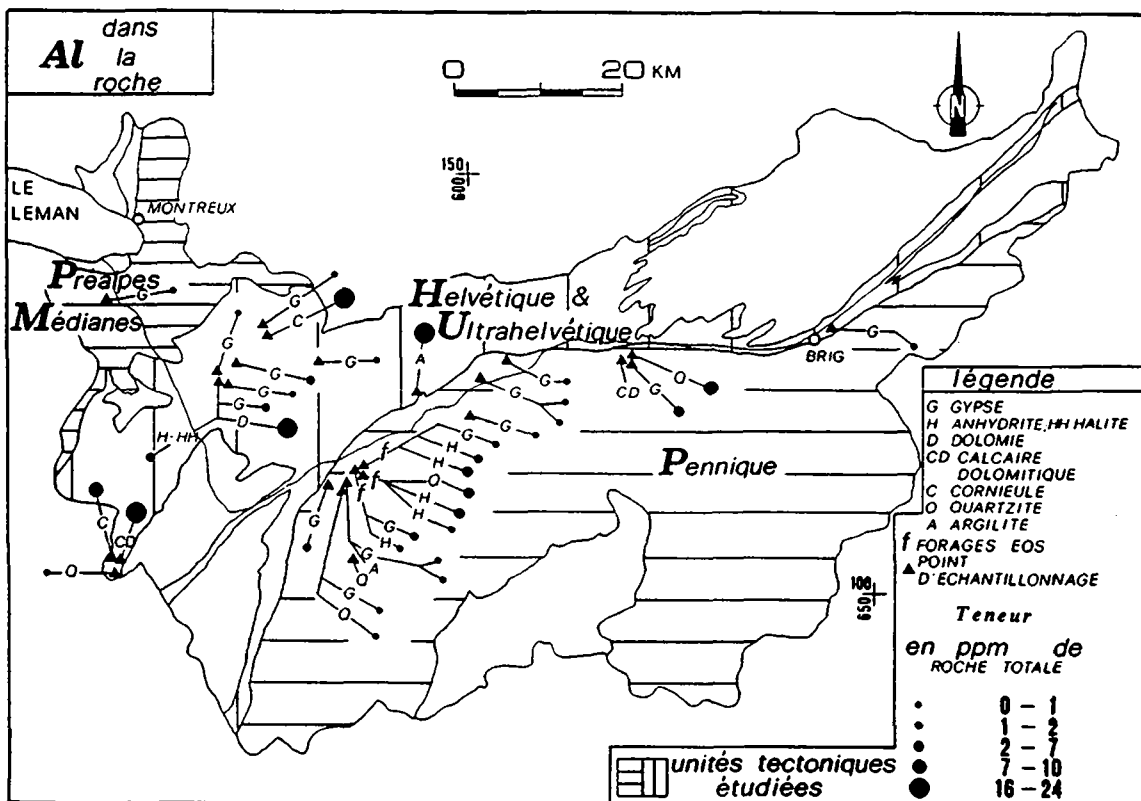 Al dans
la
roche
0 20 KM
N
150
600
LE
LEMAN
MONTREUX
Préalpes
Médianes
G
G
C
Helvétique &
Ultrahelvétique
G
G
G
G
G
D
H-HH
A
G
G
CD
O
G
G
BRIG
C
CD
O
G
G
H
H
O
H
H
f
f
f
G
H
G
A
O
G
O
G
Pennique
100
650
légende
G GYPSE
H ANHYDRITE, HH HALITE
D DOLOMIE
CD CALCAIRE
DOLOMITIQUE
C CORNIEULE
O QUARTZITE
A ARGILITE
f FORAGES EOS
POINT
D'ECHANTILLONNAGE
Teneur
en ppm de
ROCHE TOTALE
0 - 1
1 - 2
2 - 7
7 - 10
16 - 24
unités tectoniques
étudiées